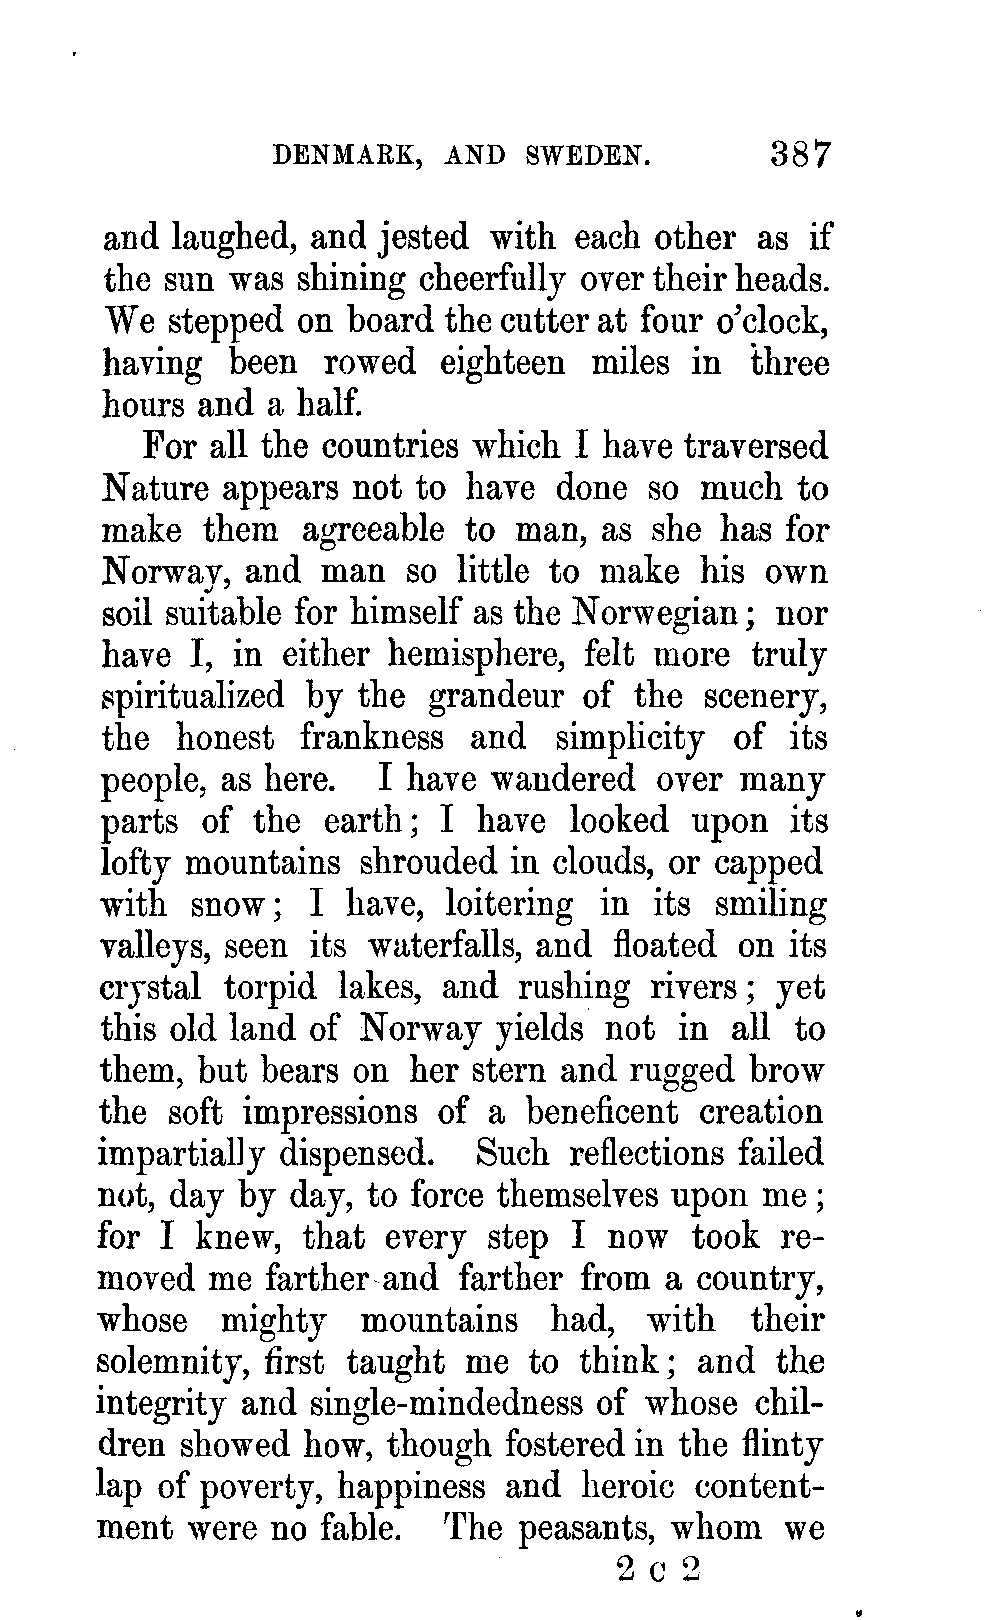 DENMARK, AND SWEDEN. 387
and laughed, and jested with each other as if
the sun was shining cheerfully over their heads.
We stepped on board the cutter at four o'clock,
having been rowed eighteen miles in three
hours and a half.
For all the countries which I have traversed
Nature appears not to have done so much to
make them agreeable to man, as she has for
Norway, and man so little to make his own
soil suitable for himself as the Norwegian; nor
have I, in either hemisphere, felt more truly
spiritualized by the grandeur of the scenery,
the honest frankness and simplicity of its
people, as here. I have wandered over many
parts of the earth; I have looked upon its
lofty mountains shrouded in clouds, or capped
with snow; I have, loitering in its smiling
valleys, seen its waterfalls, and floated on its
crystal torpid lakes, and rushing rivers; yet
this old land of Norway yields not in all to
them, but bears on her stern and rugged brow
the soft impressions of a beneficent creation
impartially dispensed. Such reflections failed
not, day by day, to force themselves upon me;
for I knew, that every step I now took re-
moved me farther and farther from a country,
whose mighty mountains had, with their
solemnity, first taught me to think; and the
integrity and single-mindedness of whose chil-
dren showed how, though fostered in the flinty
lap of poverty, happiness and heroic content-
ment were no fable. The peasants, whom we
2 C 2